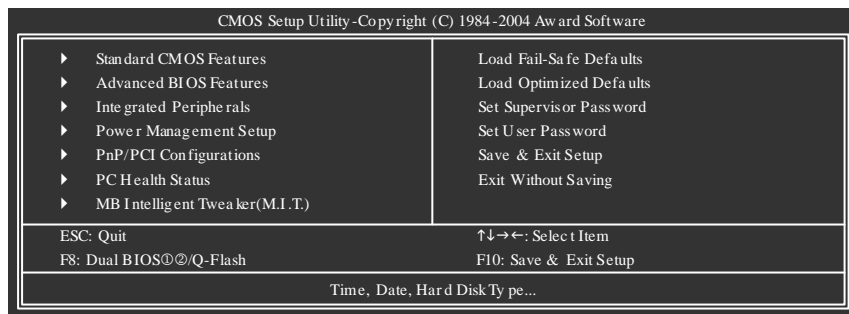 CMOS Setup Utility-Copyright (C) 1984-2004 Award Software
Standard CMOS Features
Advanced BIOS Features
Integrated Peripherals
Power Management Setup
PnP/PCI Configurations
PC Health Status
MB Intelligent Tweaker(M.I.T.)
Load Fail-Safe Defaults
Load Optimized Defaults
Set Supervisor Password
Set User Password
Save & Exit Setup
Exit Without Saving
ESC: Quit
↑↓→←: Select Item
F8: Dual BIOS①②/Q-Flash
F10: Save & Exit Setup
Time, Date, Hard Disk Type...